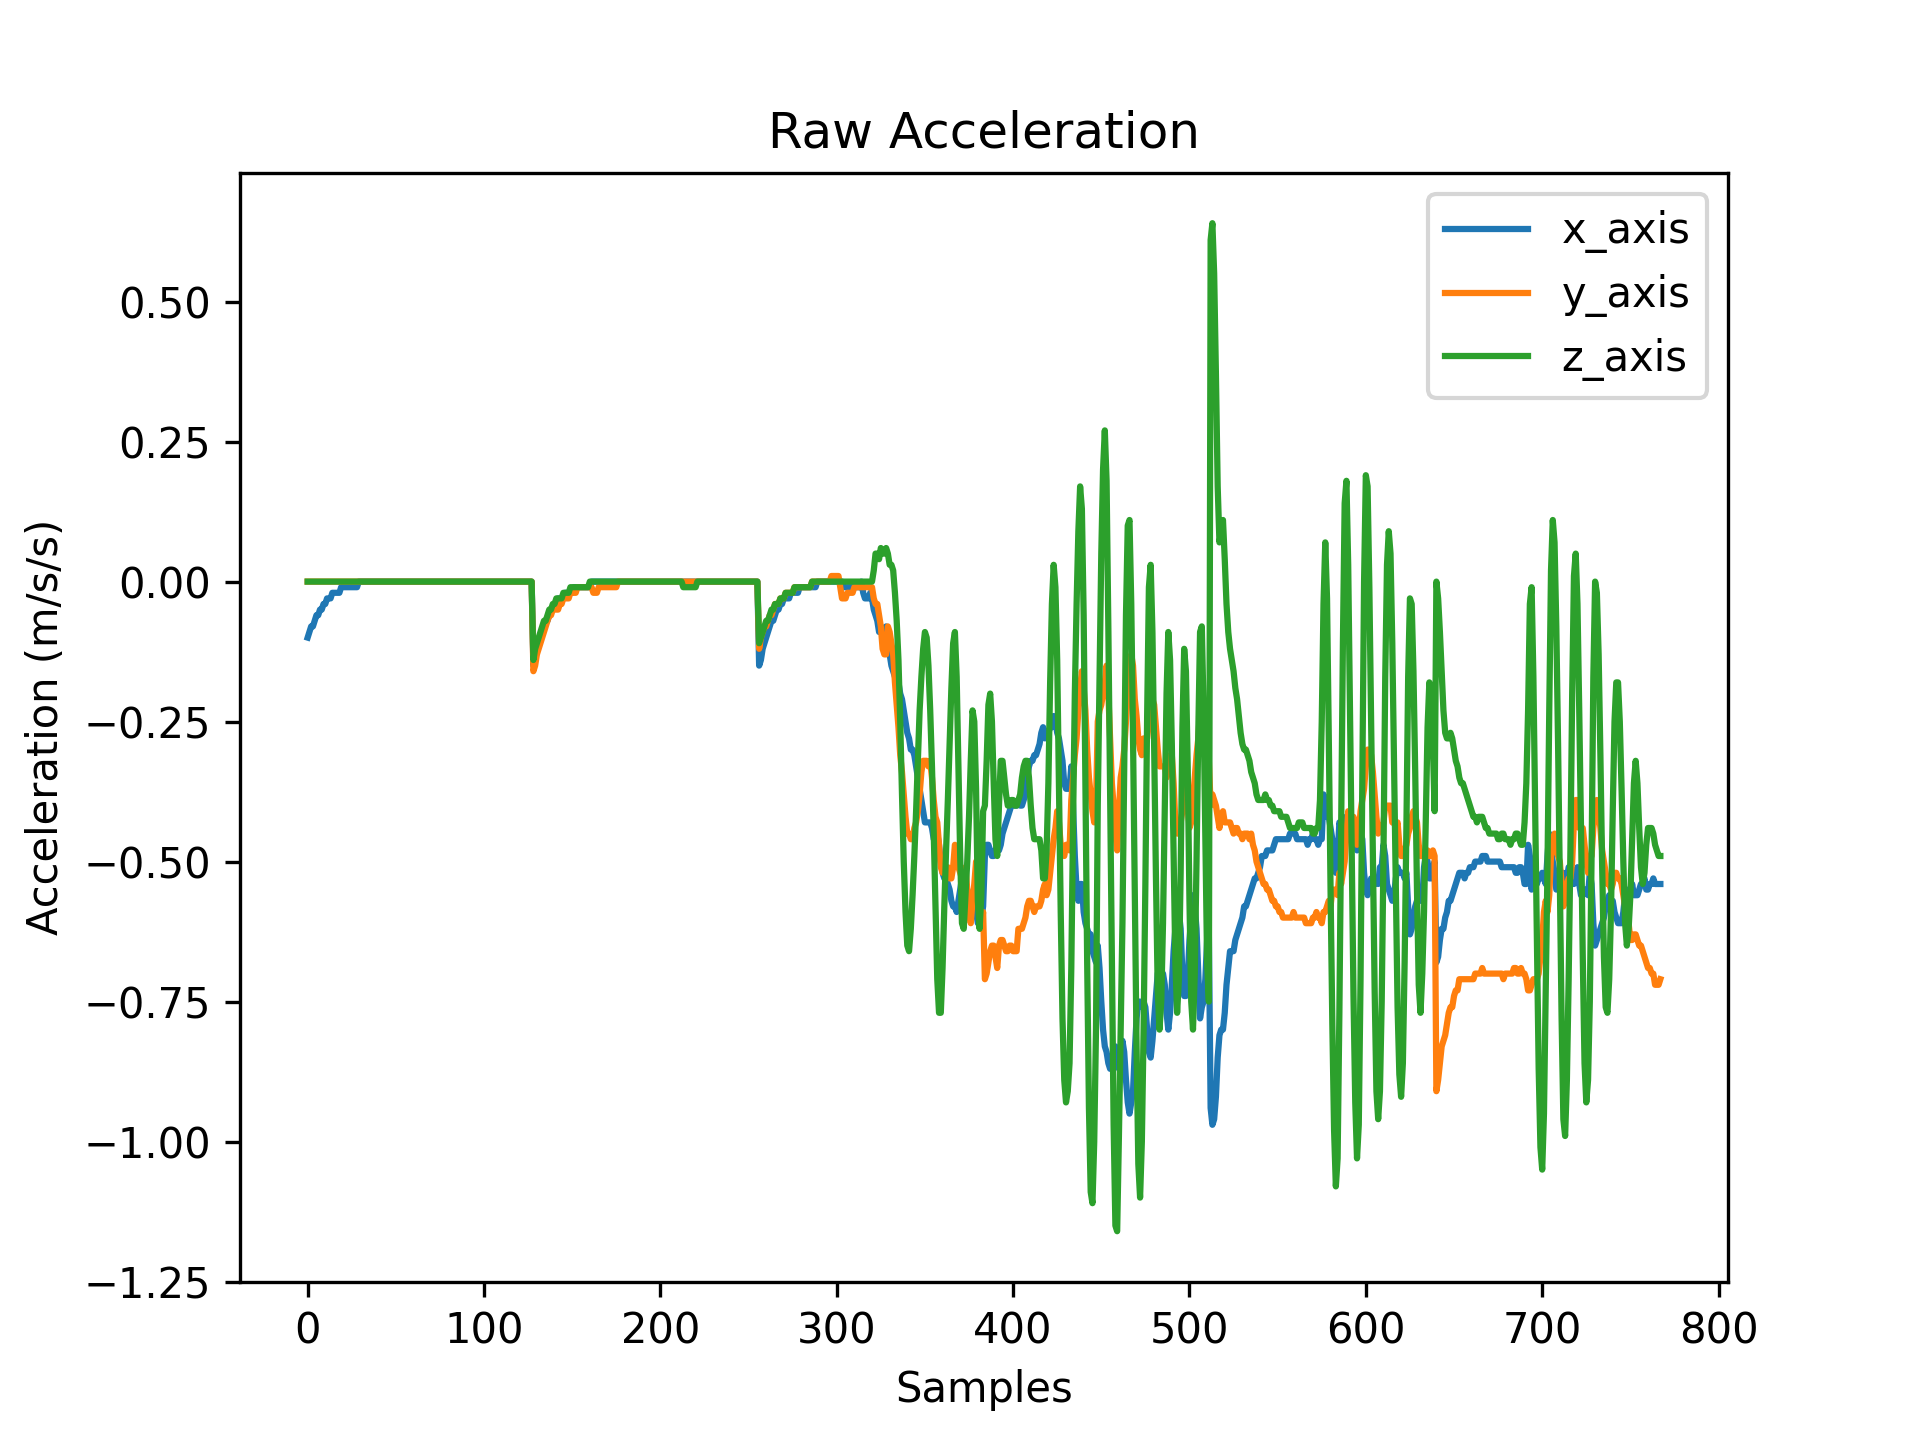 Raw Acceleration
x_axis
y_axis
z_axis
Acceleration (m/s/s)
0.50
0.25
0.00
−0.25
−0.50
−0.75
−1.00
−1.25
0 100 200 300 400 500 600 700 800
Samples